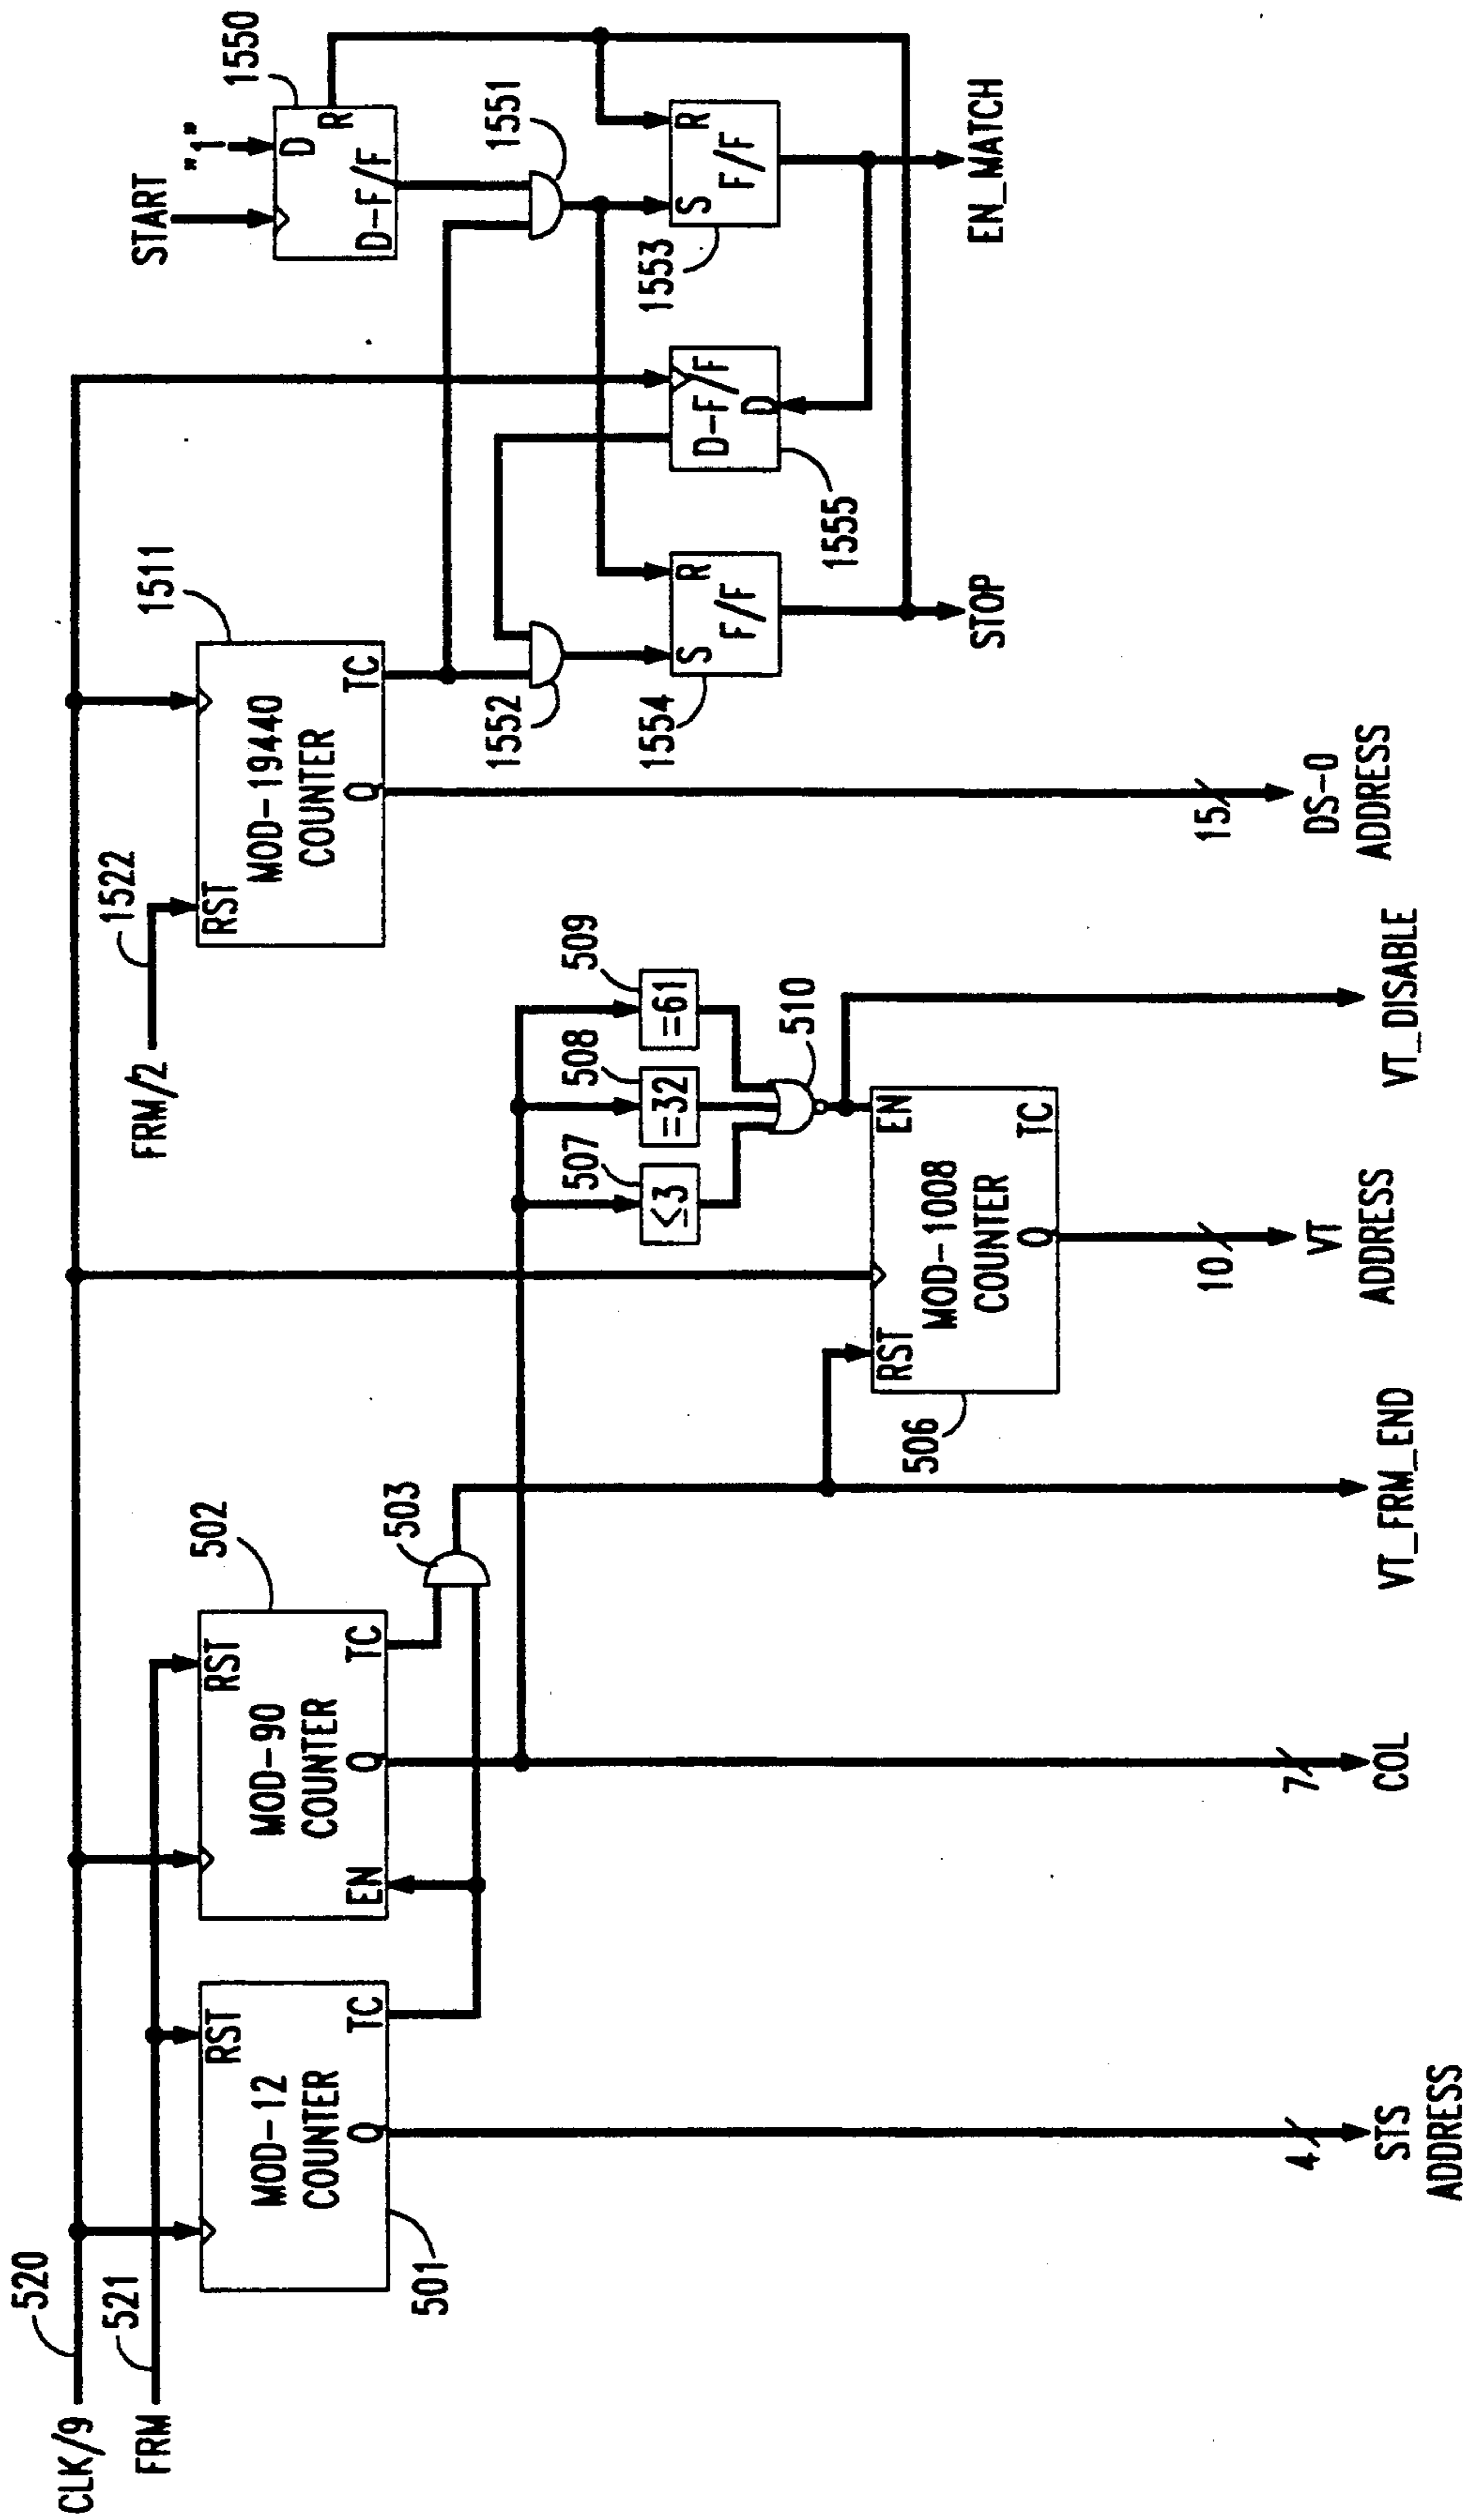 CLK/9
520
FRM
521
RST
MOD-12
COUNTER
Q
TC
501
RST
MOD-90
COUNTER
EN
Q
TC
502
503
FRM/2
1522
RST
MOD-19440
COUNTER
Q
TC
1511
START
"1"
D
R
D-F/F
1550
1551
1552
S
R
F/F
1554
D-F/F
D
1555
S
R
F/F
1553
≤3
507
=32
508
=61
509
510
RST
EN
MOD-1008
COUNTER
Q
TC
506
4
STS
ADDRESS
7
COL
VT_FRM_END
10
VT
ADDRESS
VT_DISABLE
15
DS-0
ADDRESS
STOP
EN_MATCH